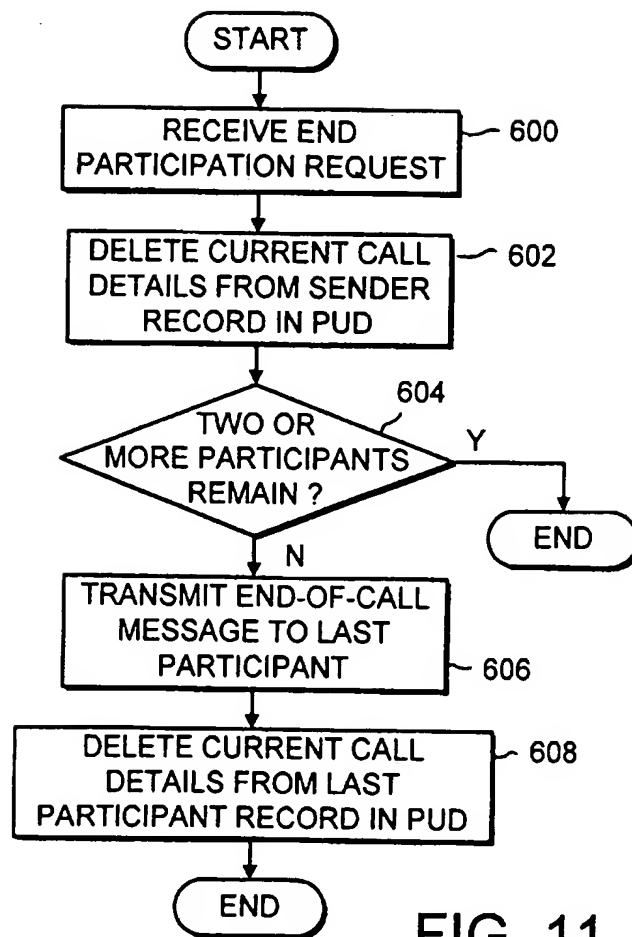 START
RECEIVE END
PARTICIPATION REQUEST
600
DELETE CURRENT CALL
DETAILS FROM SENDER
RECORD IN PUD
602
TWO OR
MORE PARTICIPANTS
REMAIN ?
604
Y
END
N
TRANSMIT END-OF-CALL
MESSAGE TO LAST
PARTICIPANT
606
DELETE CURRENT CALL
DETAILS FROM LAST
PARTICIPANT RECORD IN PUD
608
END
FIG. 11